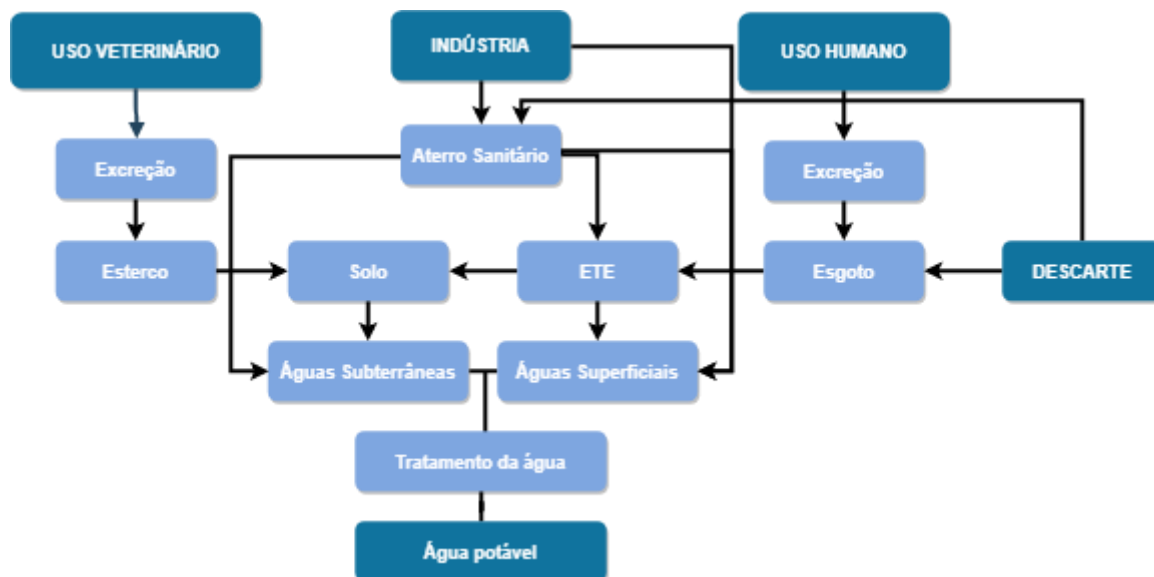 USO VETERINÁRIO
INDÚSTRIA
USO HUMANO
Aterro Sanitário
Excreção
Excreção
Esterco
Solo
ETE
Esgoto
DESCARTE
Águas Subterrâneas
Águas Superficiais
Tratamento da água
Água potável